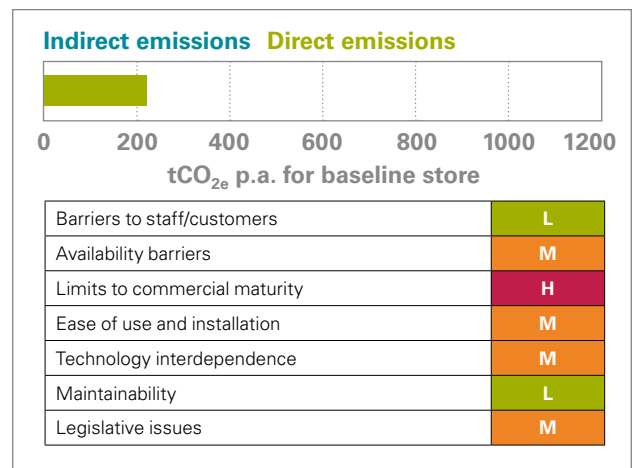 Indirect emissions Direct emissions
0 200 400 600 800 1000 1200
tCO2e p.a. for baseline store
Barriers to staff/customers L
Availability barriers M
Limits to commercial maturity H
Ease of use and installation M
Technology interdependence M
Maintainability L
Legislative issues M